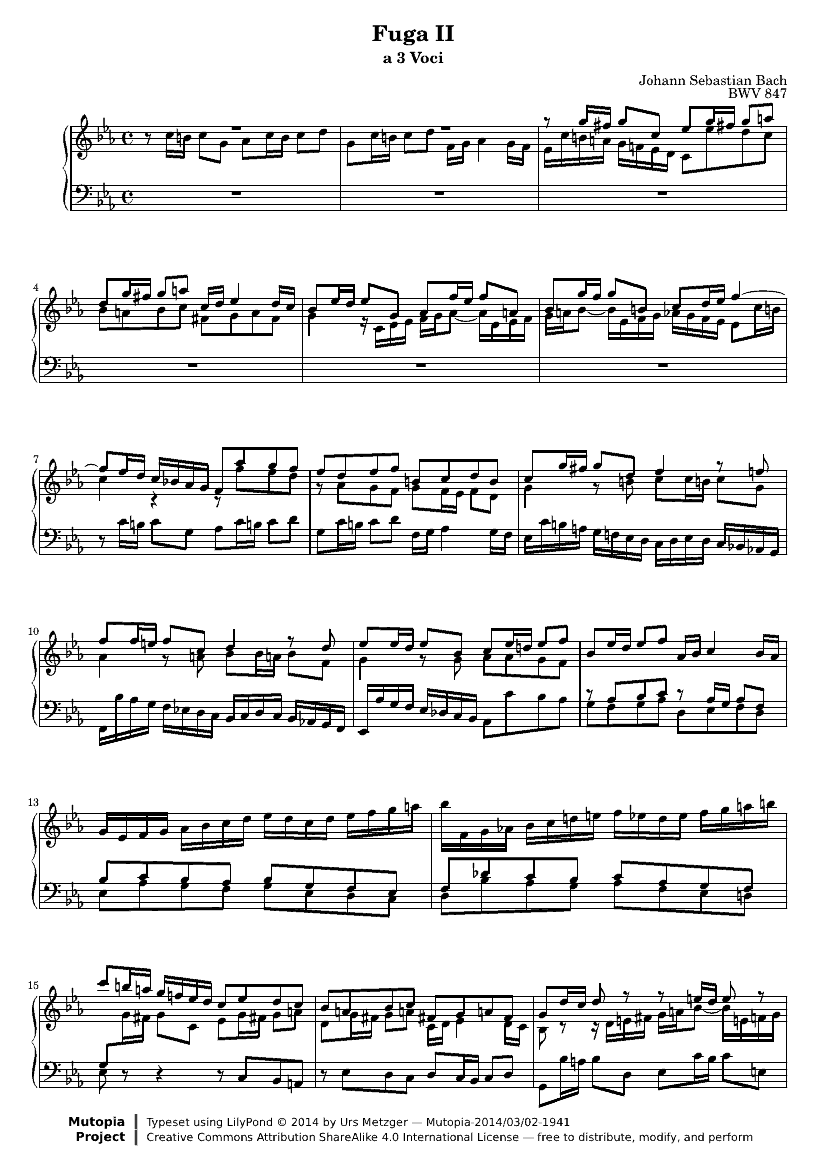 Fuga II
a 3 Voci
Johann Sebastian Bach
BWV 847
4
7
10
13
15
Mutopia Project
Typeset using LilyPond © 2014 by Urs Metzger — Mutopia-2014/03/02-1941
Creative Commons Attribution ShareAlike 4.0 International License — free to distribute, modify, and perform